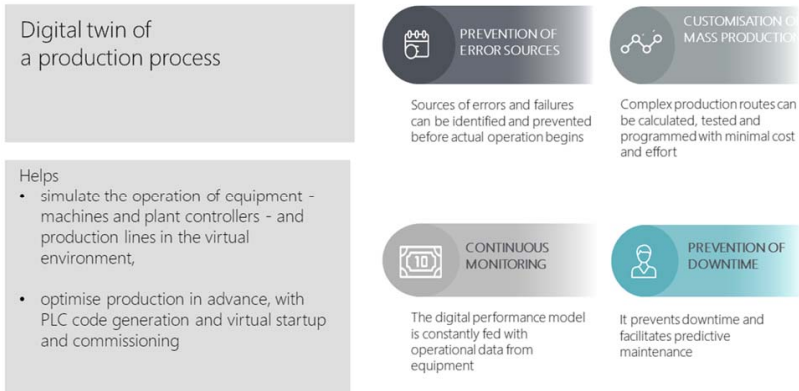 Digital twin of
a production process
Helps
• simulate the operation of equipment -
machines and plant controllers - and
production lines in the virtual
environment,
• optimise production in advance, with
PLC code generation and virtual startup
and commissioning
PREVENTION OF
ERROR SOURCES
Sources of errors and failures
can be identified and prevented
before actual operation begins
CUSTOMISATION O
MASS PRODUCTIO
Complex production routes can
be calculated, tested and
programmed with minimal cost
and effort
10
CONTINUOUS
MONITORING
The digital performance model
is constantly fed with
operational data from
equipment
PREVENTION OF
DOWNTIME
It prevents downtime and
facilitates predictive
maintenance